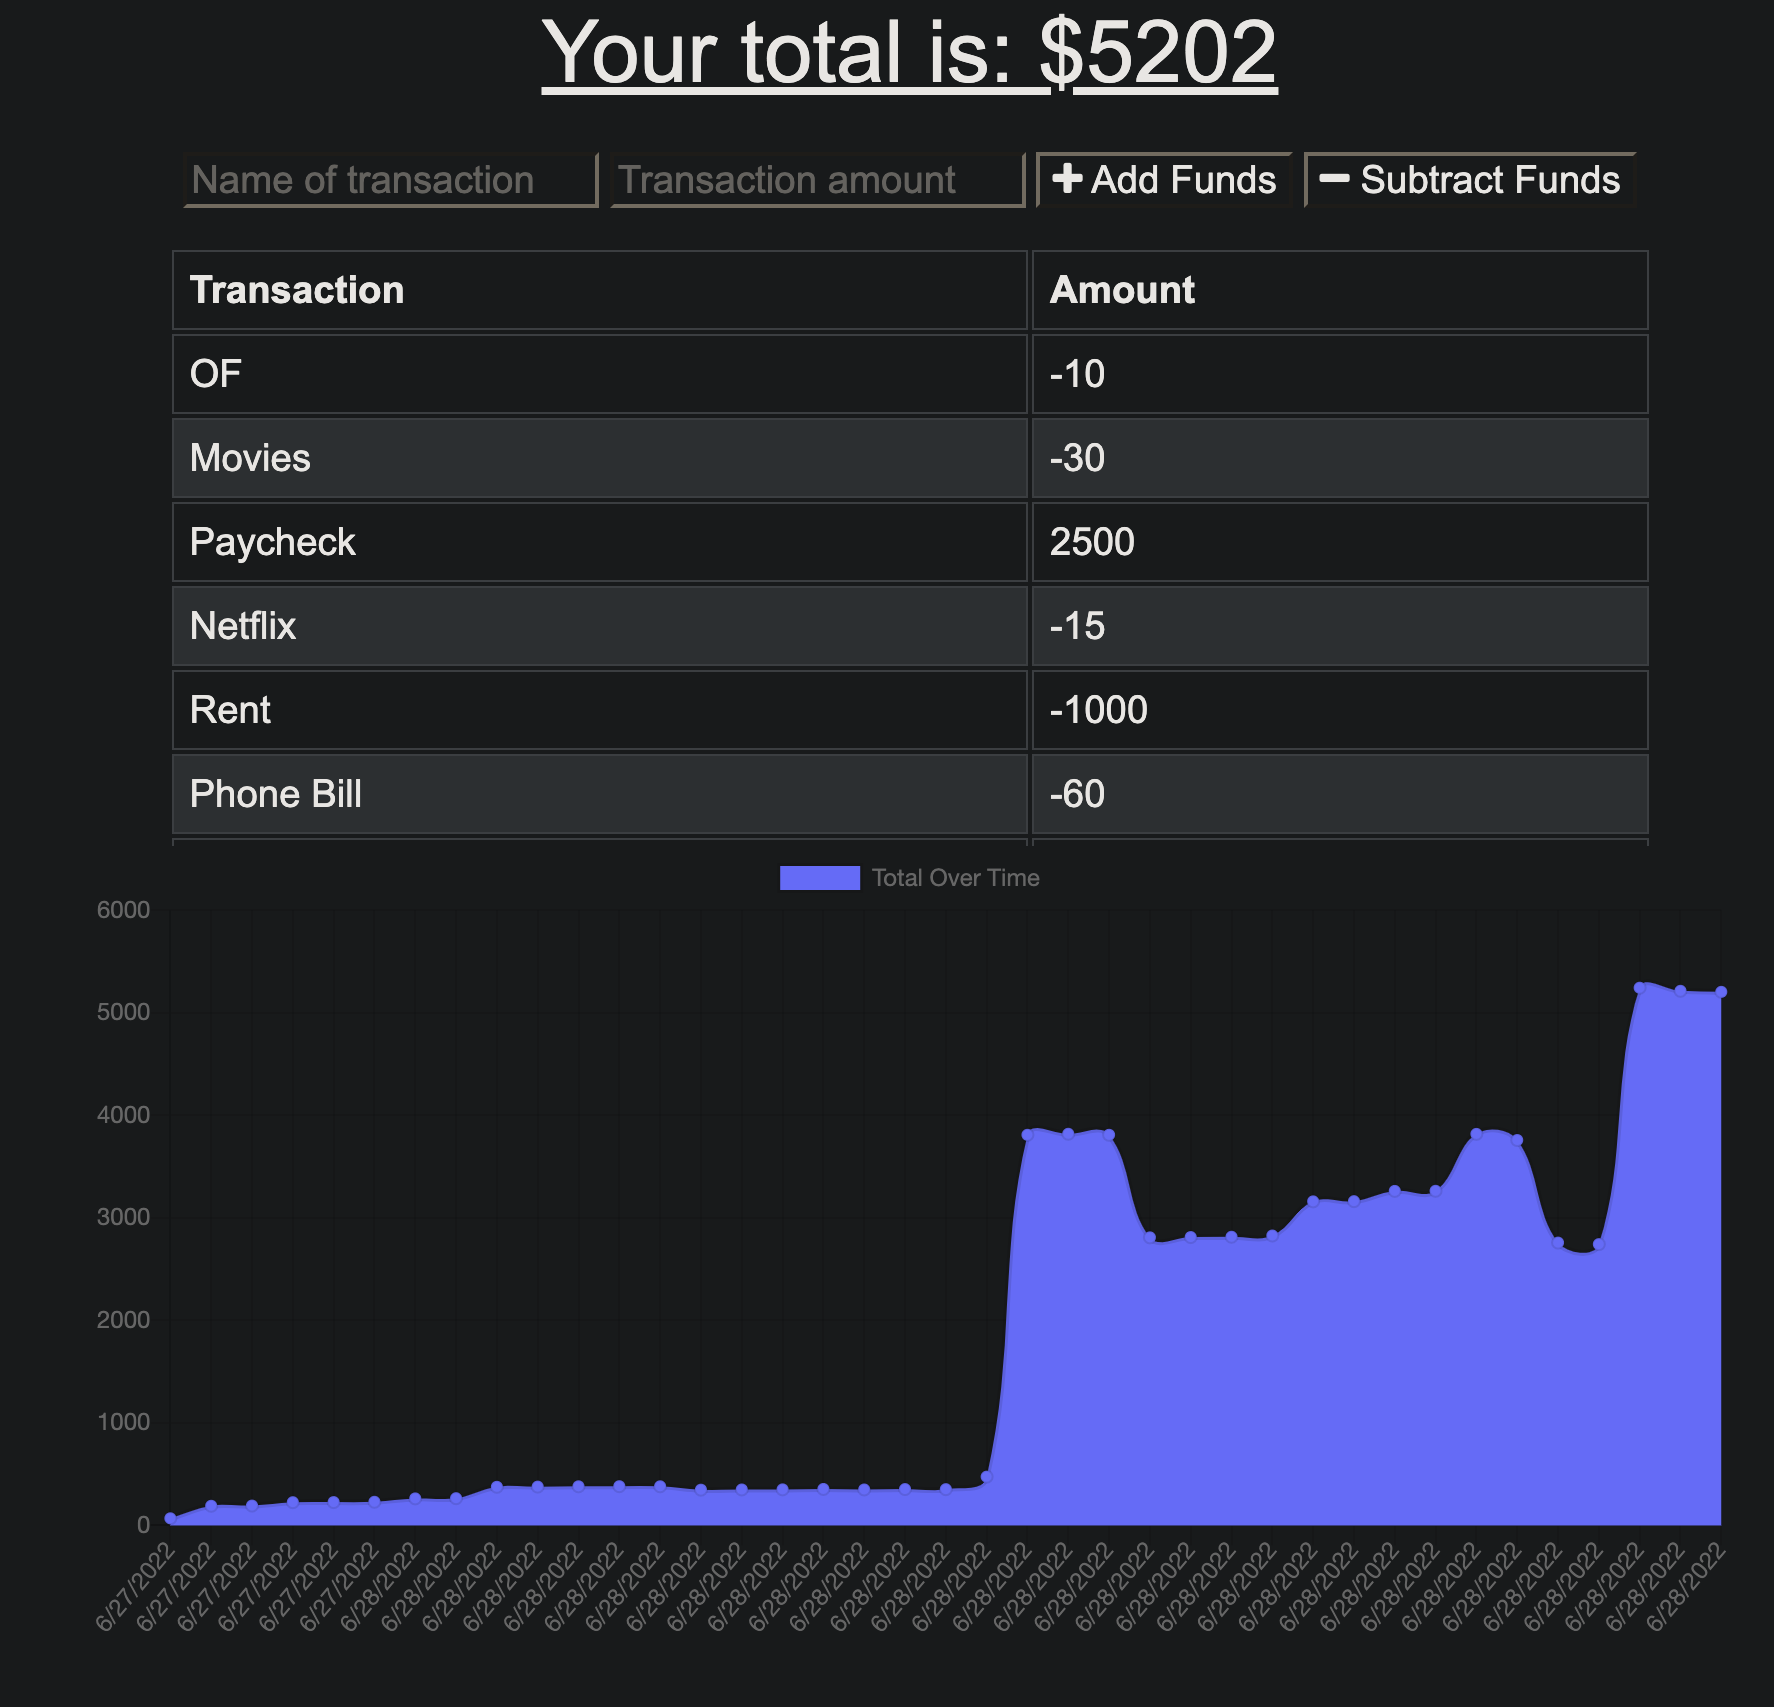 Your total is: $5202
Name of transaction Transaction amount Add Funds Subtract Funds
Transaction Amount
OF -10
Movies -30
Paycheck 2500
Netflix -15
Rent -1000
Phone Bill -60
Total Over Time
6000
5000
4000
3000
2000
1000
0
6/27/2022 6/27/2022 6/27/2022 6/27/2022 6/27/2022 6/27/2022 6/28/2022 6/28/2022 6/28/2022 6/28/2022 6/28/2022 6/28/2022 6/28/2022 6/28/2022 6/28/2022 6/28/2022 6/28/2022 6/28/2022 6/28/2022 6/28/2022 6/28/2022 6/28/2022 6/28/2022 6/28/2022 6/28/2022 6/28/2022 6/28/2022 6/28/2022 6/28/2022 6/28/2022 6/28/2022 6/28/2022 6/28/2022 6/28/2022 6/28/2022 6/28/2022 6/28/2022 6/28/2022 6/28/2022